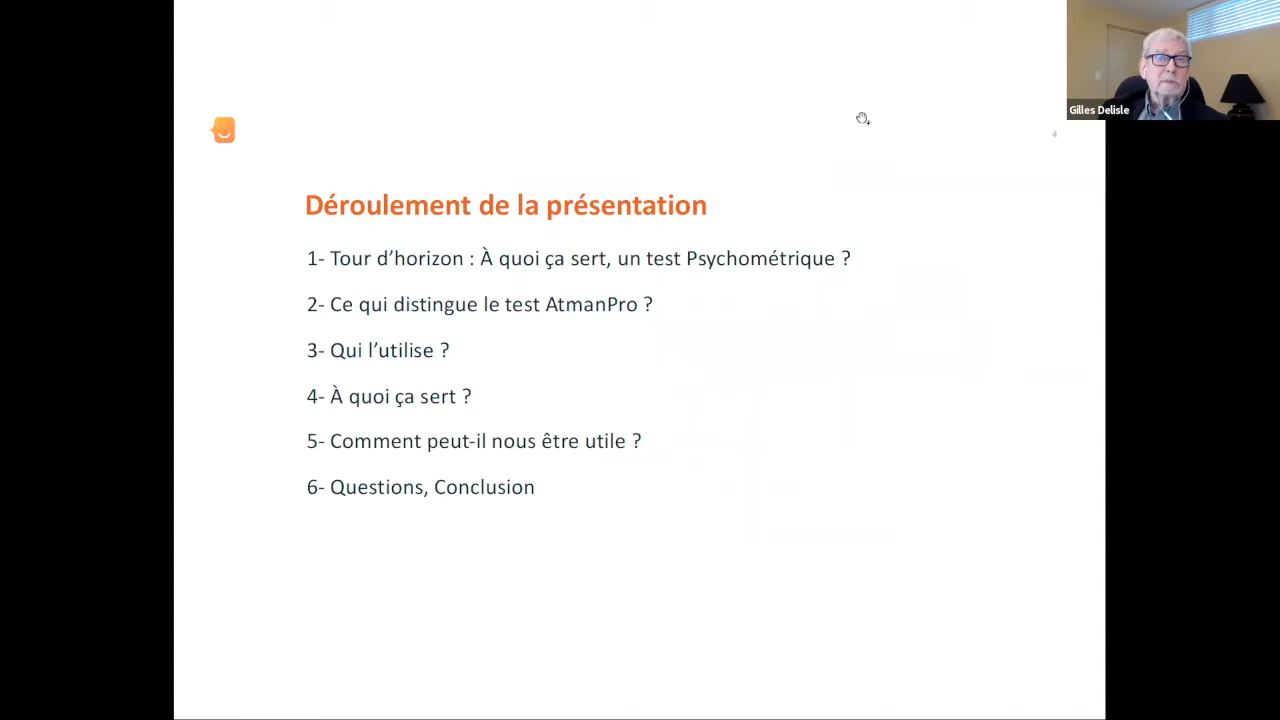 Gilles Delisle
4
Déroulement de la présentation
1- Tour d’horizon : À quoi ça sert, un test Psychométrique ?
2- Ce qui distingue le test AtmanPro ?
3- Qui l’utilise ?
4- À quoi ça sert ?
5- Comment peut-il nous être utile ?
6- Questions, Conclusion